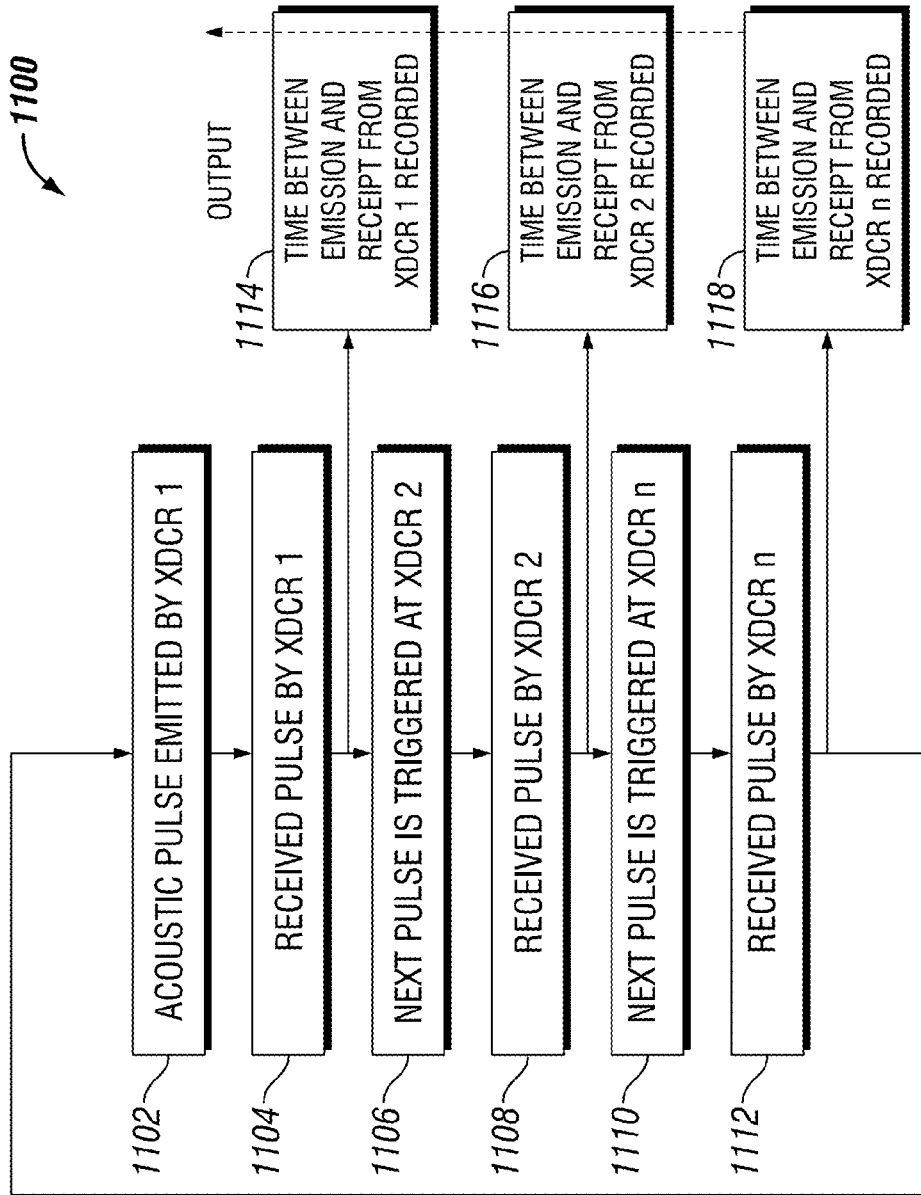 1100
1102
ACOUSTIC PULSE EMITTED BY XDCR 1
1104
RECEIVED PULSE BY XDCR 1
1106
NEXT PULSE IS TRIGGERED AT XDCR 2
1108
RECEIVED PULSE BY XDCR 2
1110
NEXT PULSE IS TRIGGERED AT XDCR n
1112
RECEIVED PULSE BY XDCR n
OUTPUT
1114
TIME BETWEEN
EMISSION AND
RECEIPT FROM
XDCR 1 RECORDED
1116
TIME BETWEEN
EMISSION AND
RECEIPT FROM
XDCR 2 RECORDED
1118
TIME BETWEEN
EMISSION AND
RECEIPT FROM
XDCR n RECORDED